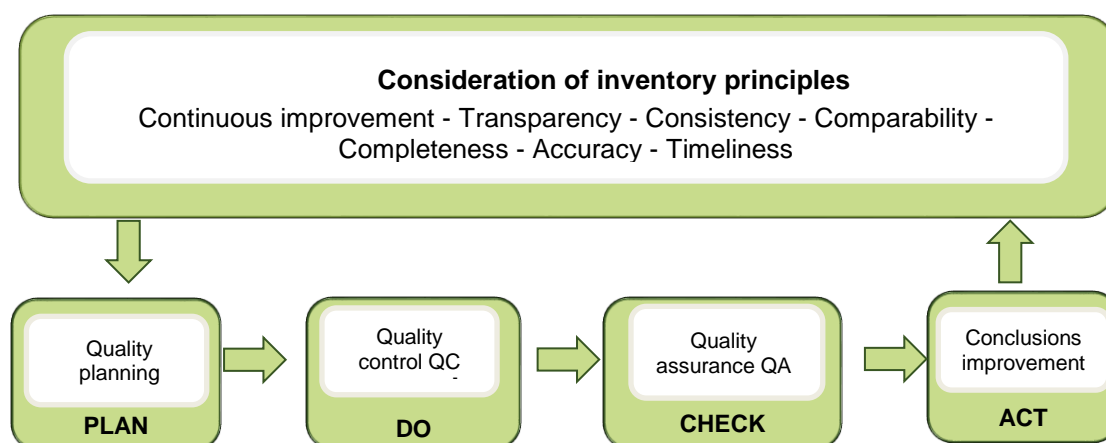 Consideration of inventory principles
Continuous improvement - Transparency - Consistency - Comparability -
Completeness - Accuracy - Timeliness
Quality
planning
PLAN
Quality
control QC
DO
Quality
assurance QA
CHECK
Conclusions
improvement
ACT